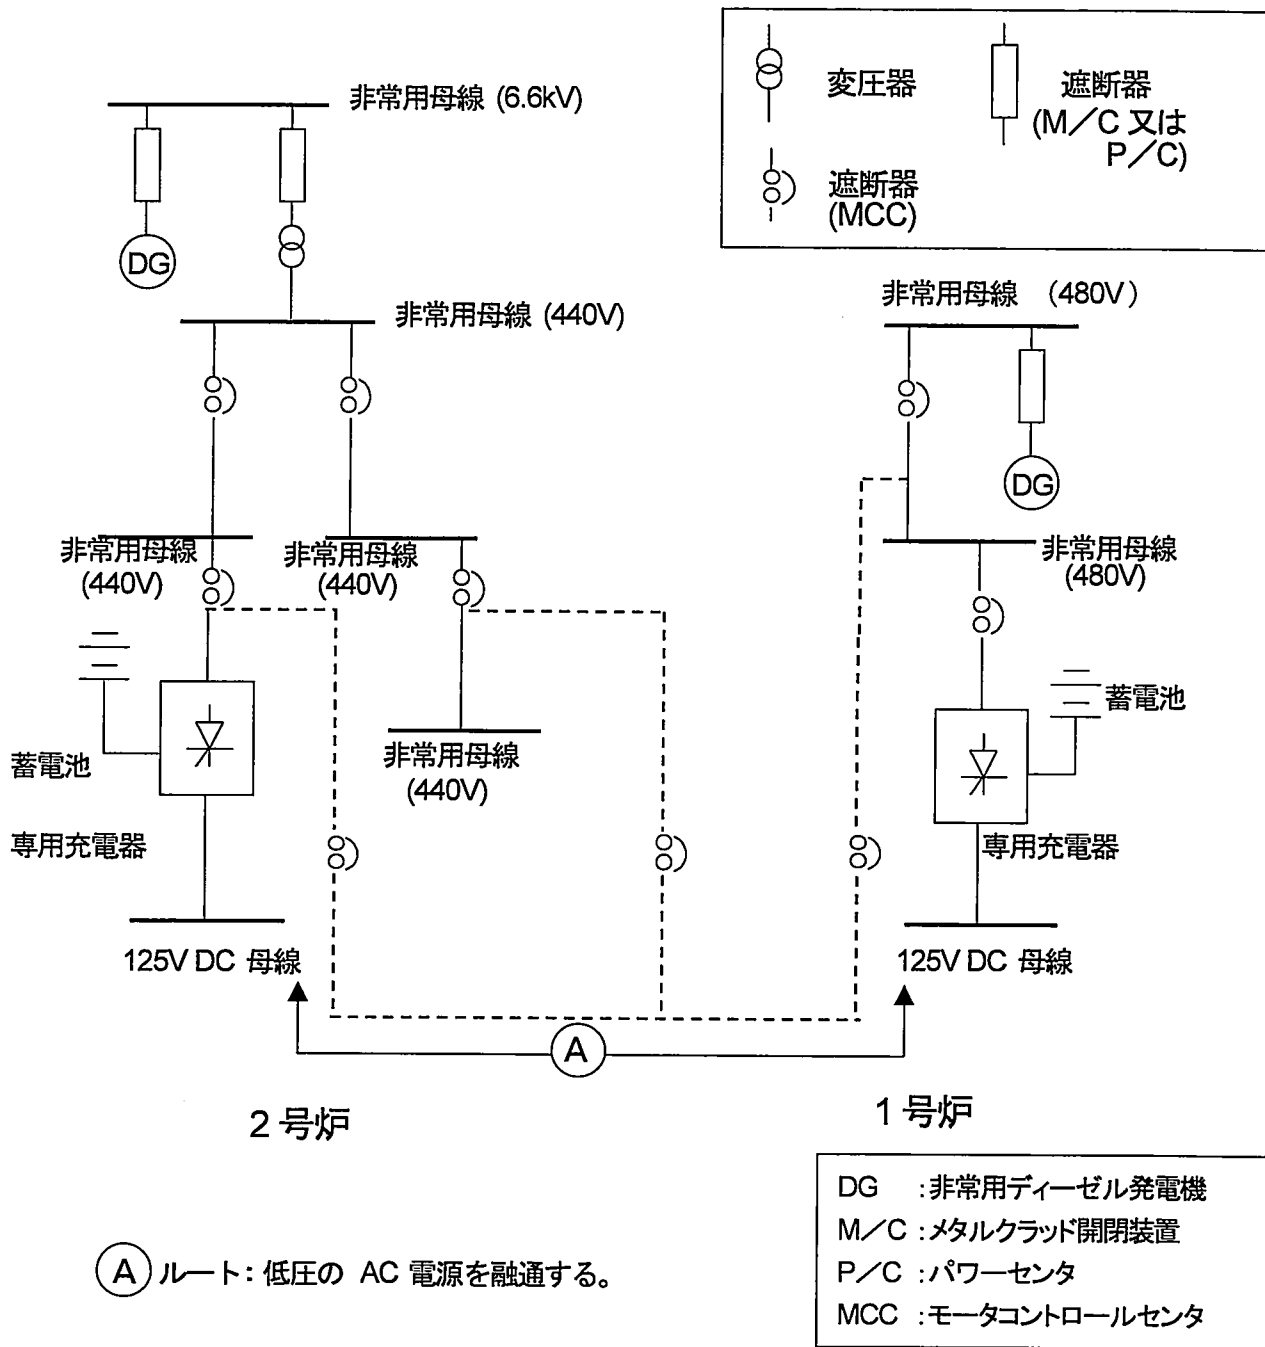 変圧器
遮断器
(M/C 又は
P/C)
遮断器
(MCC)
非常用母線 (6.6kV)
DG
非常用母線 (440V)
非常用母線 (480V)
DG
非常用母線
(440V)
非常用母線
(440V)
非常用母線
(480V)
蓄電池
蓄電池
非常用母線
(440V)
専用充電器
専用充電器
125V DC 母線
125V DC 母線
A
2号炉
1号炉
A ルート: 低圧の AC 電源を融通する。
DG :非常用ディーゼル発電機
M/C :メタルクラッド開閉装置
P/C :パワーセンタ
MCC :モータコントロールセンタ